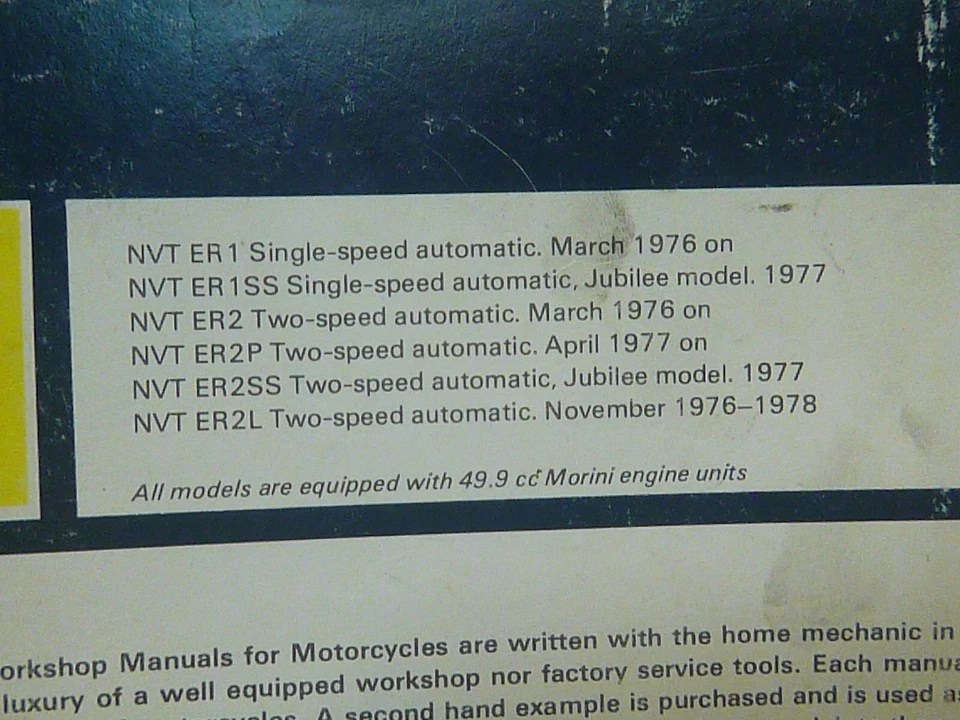 NVT ER1 Single-speed automatic. March 1976 on
NVT ER1SS Single-speed automatic, Jubilee model. 1977
NVT ER2 Two-speed automatic. March 1976 on
NVT ER2P Two-speed automatic. April 1977 on
NVT ER2SS Two-speed automatic, Jubilee model. 1977
NVT ER2L Two-speed automatic. November 1976–1978
All models are equipped with 49.9 cc Morini engine units
orkshop Manuals for Motorcycles are written with the home mechanic in
luxury of a well equipped workshop nor factory service tools. Each manua
A second hand example is purchased and is used as